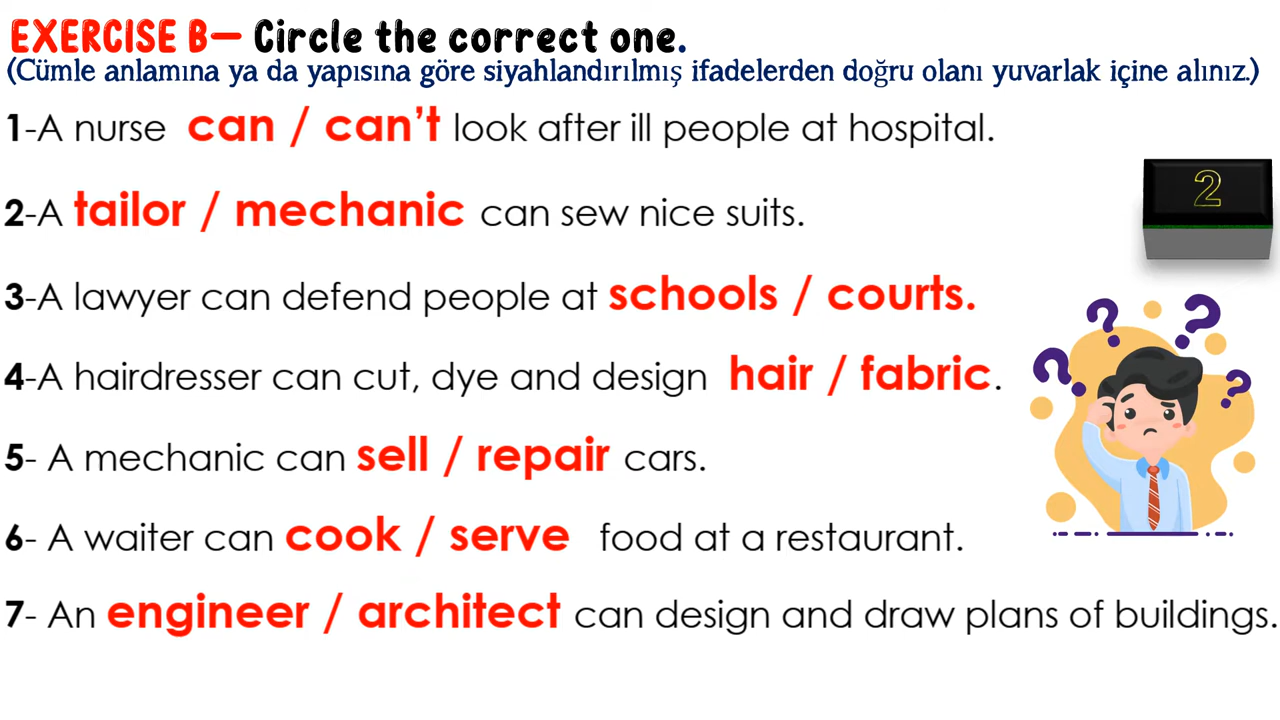 EXERCISE B— Circle the correct one.
(Cümle anlamına ya da yapısına göre siyahlandırılmış ifadelerden doğru olanı yuvarlak içine alınız.)
1-A nurse can / can’t look after ill people at hospital.
2-A tailor / mechanic can sew nice suits.
2
3-A lawyer can defend people at schools / courts.
4-A hairdresser can cut, dye and design hair / fabric.
5- A mechanic can sell / repair cars.
6- A waiter can cook / serve food at a restaurant.
7- An engineer / architect can design and draw plans of buildings.